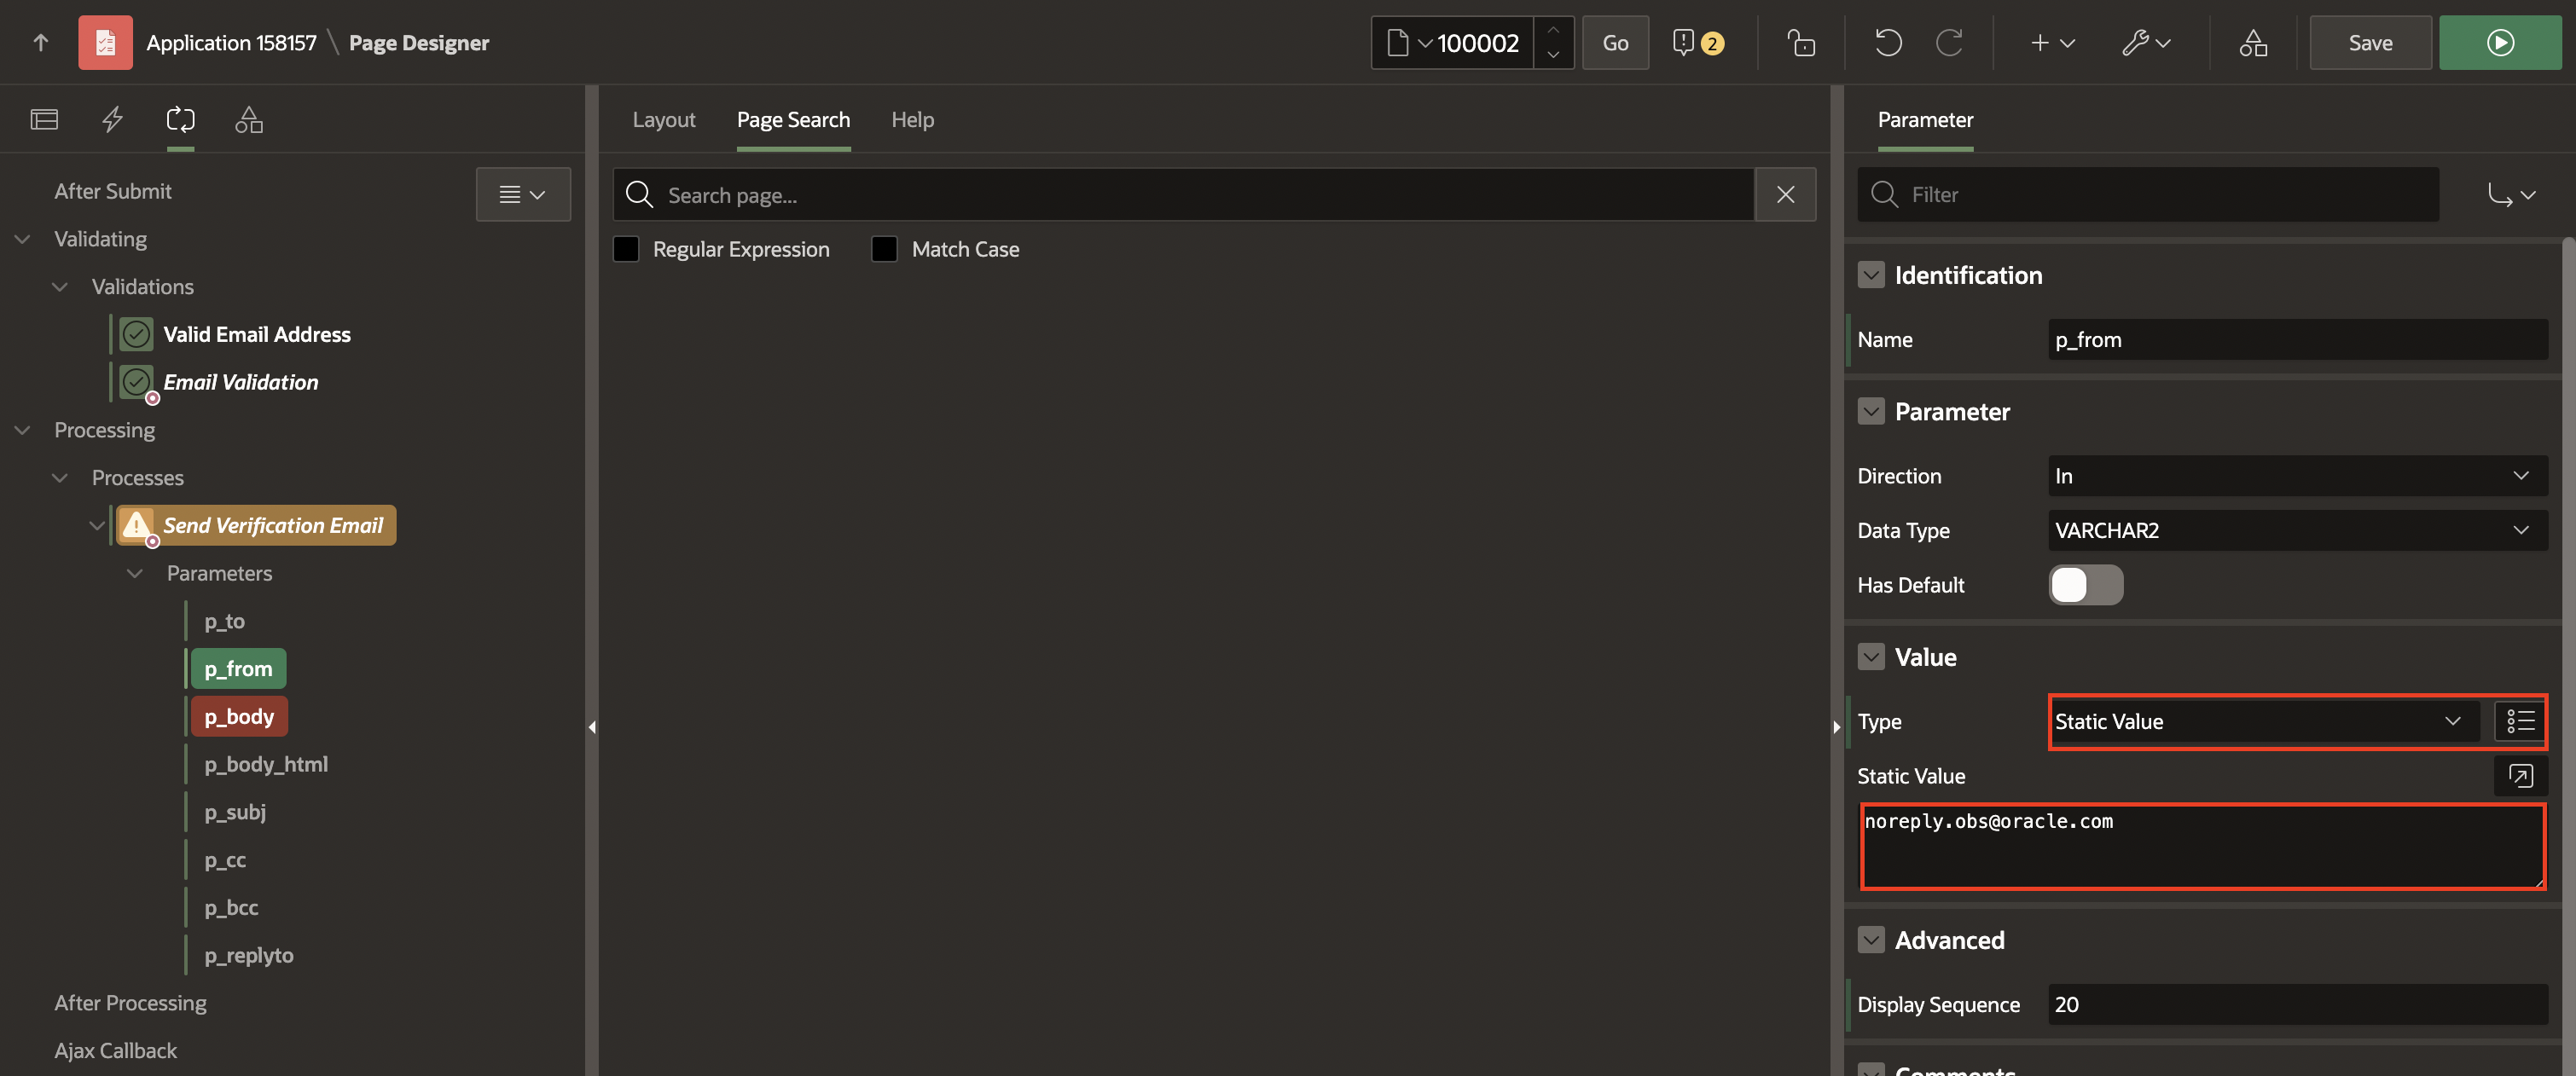 Application 158157 \ Page Designer
100002
Go
2
Save
After Submit
Validating
Validations
Valid Email Address
Email Validation
Processing
Processes
Send Verification Email
Parameters
p_to
p_from
p_body
p_body_html
p_subj
p_cc
p_bcc
p_replyto
After Processing
Ajax Callback
Layout Page Search Help
Search page...
Regular Expression Match Case
Parameter
Filter
Identification
Name p_from
Parameter
Direction In
Data Type VARCHAR2
Has Default
Value
Type Static Value
Static Value
noreply.obs@oracle.com
Advanced
Display Sequence 20
Comments